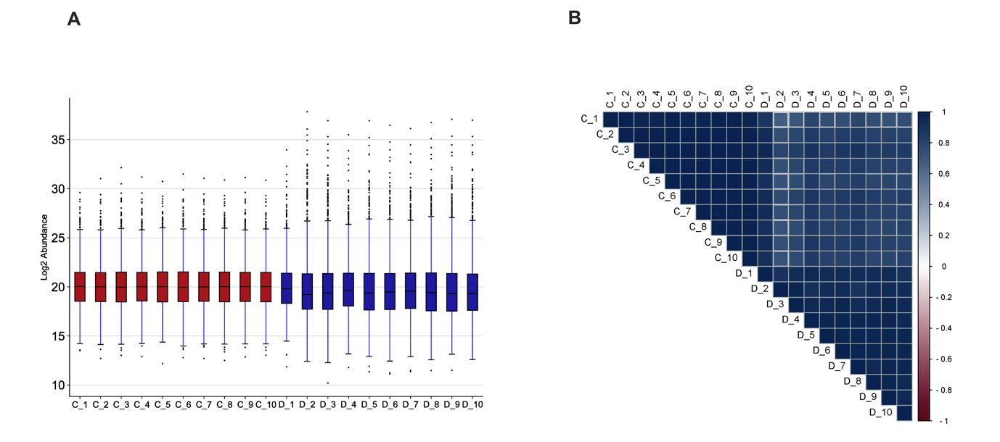 A
B
Log2 Abundance
35
30
25
20
15
10
C_1 C_2 C_3 C_4 C_5 C_6 C_7 C_8 C_9 C_10 D_1 D_2 D_3 D_4 D_5 D_6 D_7 D_8 D_9 D_10
C_1 C_2 C_3 C_4 C_5 C_6 C_7 C_8 C_9 C_10 D_1 D_2 D_3 D_4 D_5 D_6 D_7 D_8 D_9 D_10
C_1
C_2
C_3
C_4
C_5
C_6
C_7
C_8
C_9
C_10
D_1
D_2
D_3
D_4
D_5
D_6
D_7
D_8
D_9
D_10
1
0.8
0.6
0.4
0.2
0
- 0.2
- 0.4
- 0.6
- 0.8
- 1